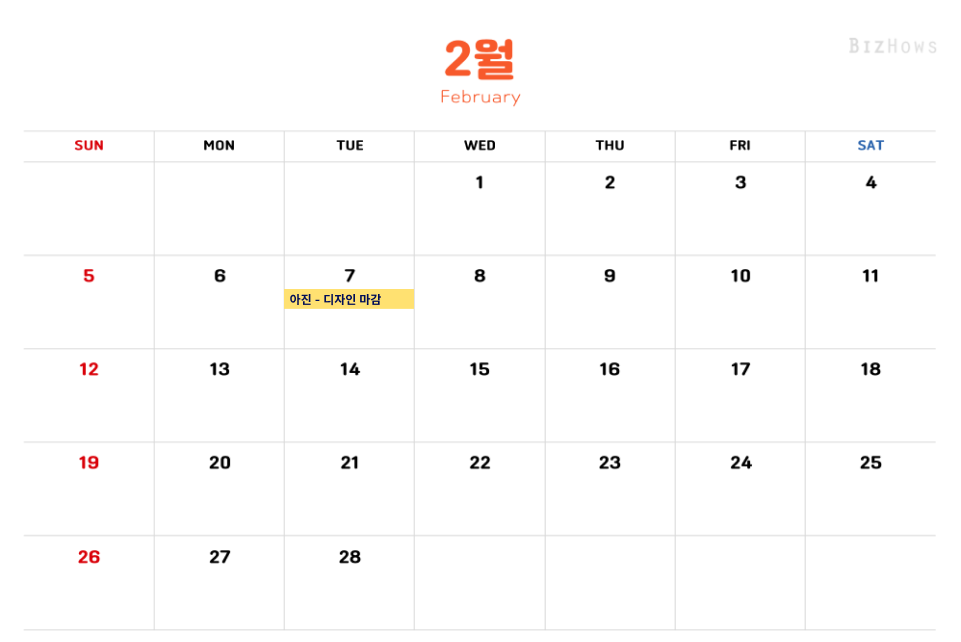 2월
BIZHOWS
February
SUN MON TUE WED THU FRI SAT
1 2 3 4
5 6 7 8 9 10 11
아진 - 디자인 마감
12 13 14 15 16 17 18
19 20 21 22 23 24 25
26 27 28